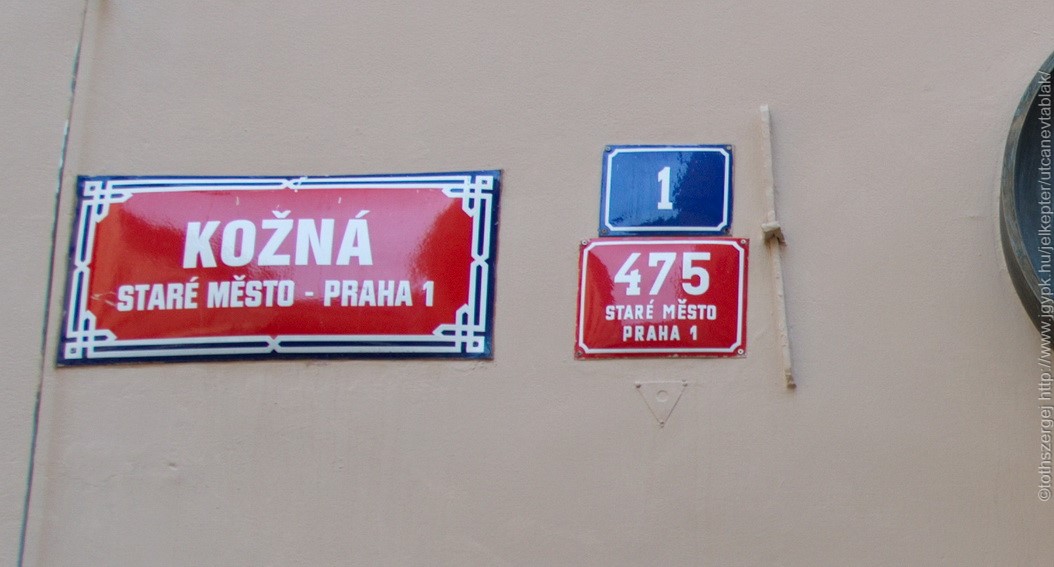 KOŽNÁ
STARÉ MĚSTO - PRAHA 1
1
475
STARÉ MĚSTO
PRAHA 1
©tothszergej http://www.jgypk.hu/jelkepter/utcanevtablak/